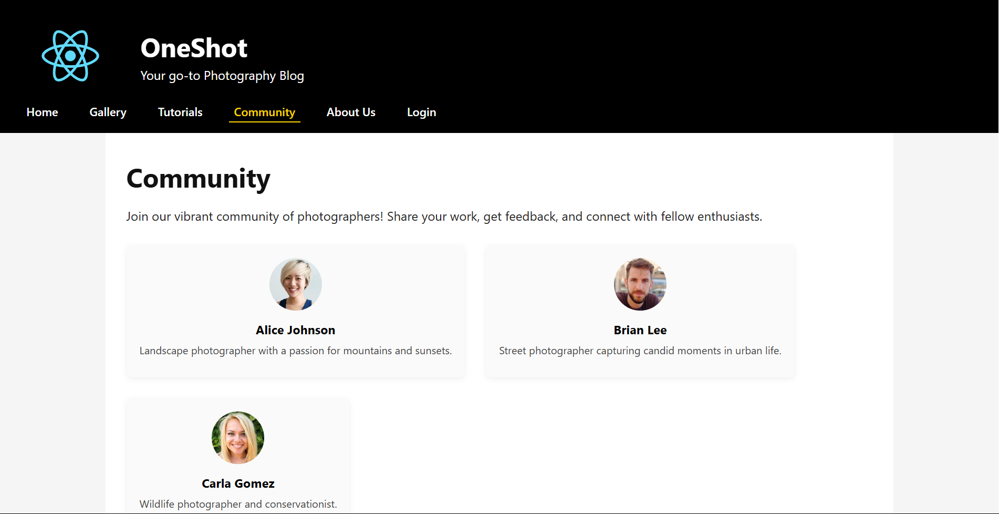 OneShot
Your go-to Photography Blog
Home Gallery Tutorials Community About Us Login
Community
Join our vibrant community of photographers! Share your work, get feedback, and connect with fellow enthusiasts.
Alice Johnson
Landscape photographer with a passion for mountains and sunsets.
Brian Lee
Street photographer capturing candid moments in urban life.
Carla Gomez
Wildlife photographer and conservationist.